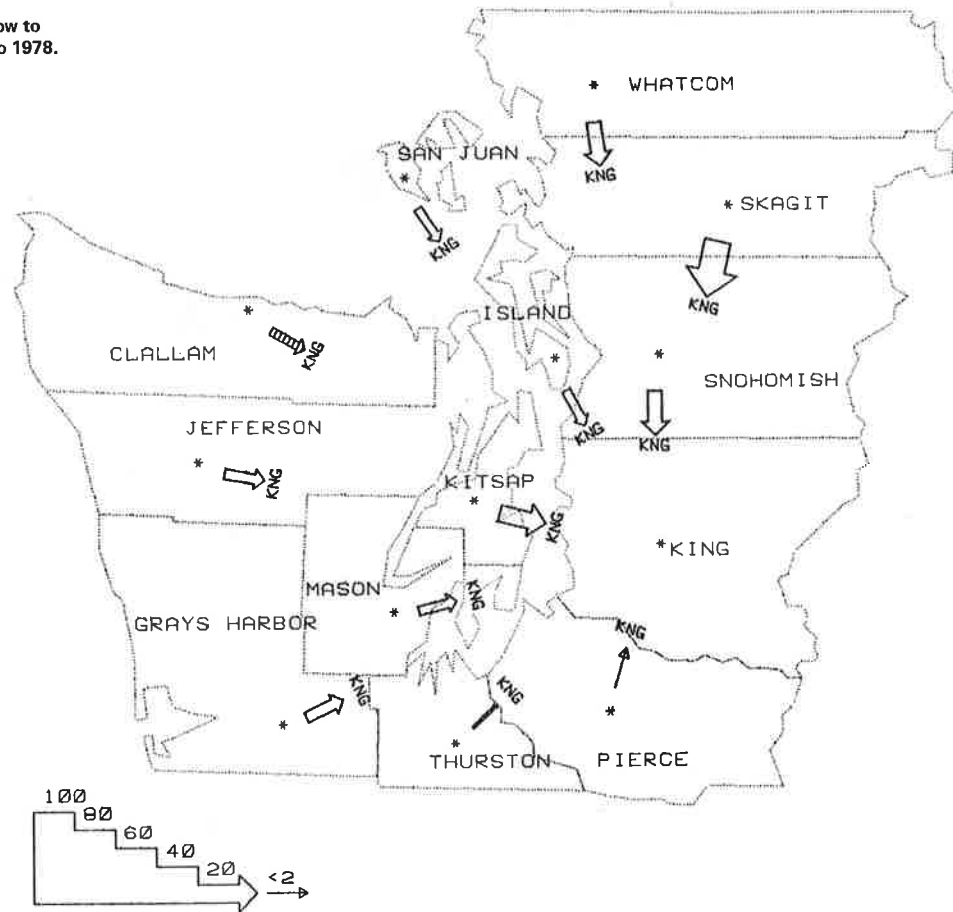 ow to
o 1978.
* WHATCOM
KNG
SAN JUAN
*
KNG
* SKAGIT
KNG
ISLAND
*
KNG
*
CLALLAM
KNG
*
SNOHOMISH
KNG
JEFFERSON
*
KNG
KITSAP
*
KNG
* KING
MASON
*
KNG
GRAYS HARBOR
*
KNG
KNG
*
THURSTON
KNG
*
PIERCE
100
80
60
40
20
<2